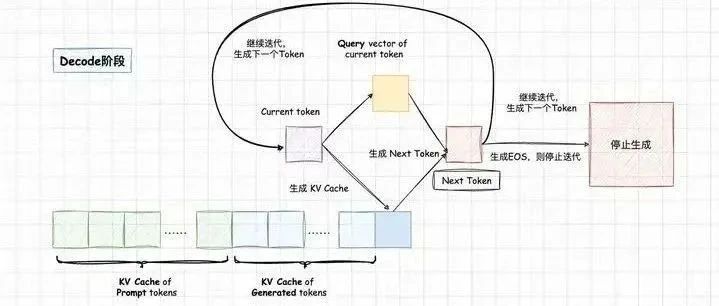 Decode阶段
继续迭代,
生成下一个Token
Query vector of
current token
Current token
继续迭代,
生成下一个Token
生成 Next Token
生成EOS, 则停止迭代
停止生成
Next Token
生成 KV Cache
......
......
KV Cache of
Prompt tokens
KV Cache of
Generated tokens